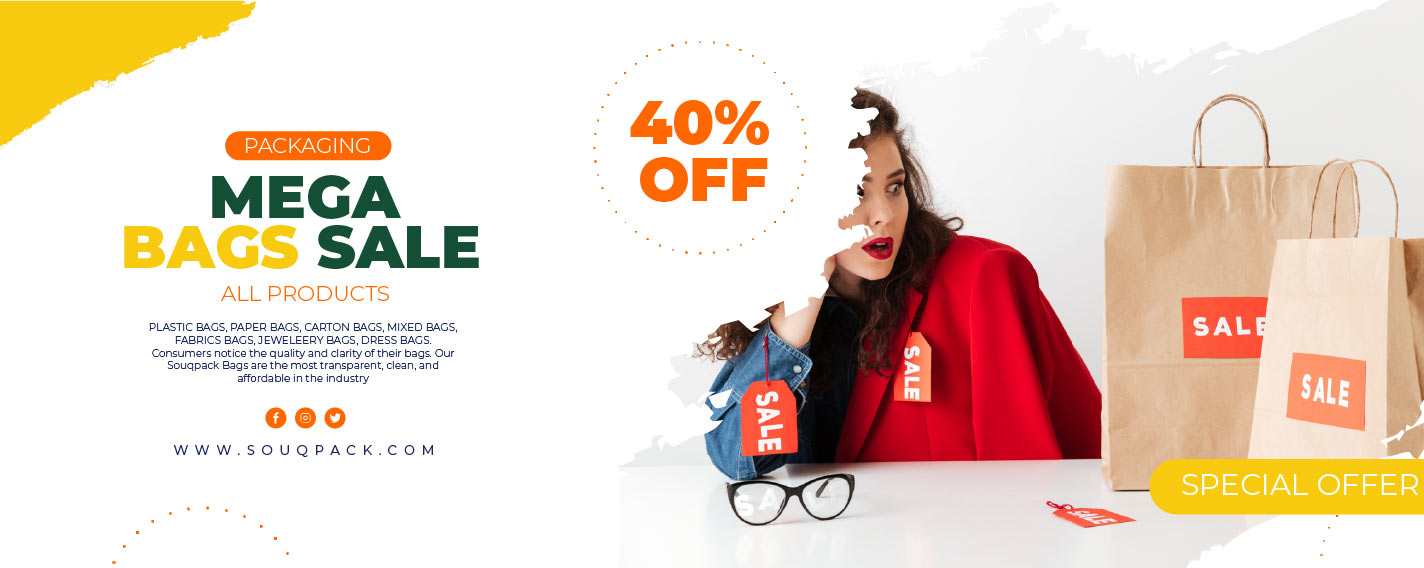 PACKAGING
MEGA
BAGS SALE
ALL PRODUCTS
PLASTIC BAGS, PAPER BAGS, CARTON BAGS, MIXED BAGS,
FABRICS BAGS, JEWELEERY BAGS, DRESS BAGS.
Consumers notice the quality and clarity of their bags. Our
Souqpack Bags are the most transparent, clean, and
affordable in the industry
WWW.SOUQPACK.COM
40%
OFF
SALE
SALE
SALE
SALE
SALE
SALE
SPECIAL OFFER